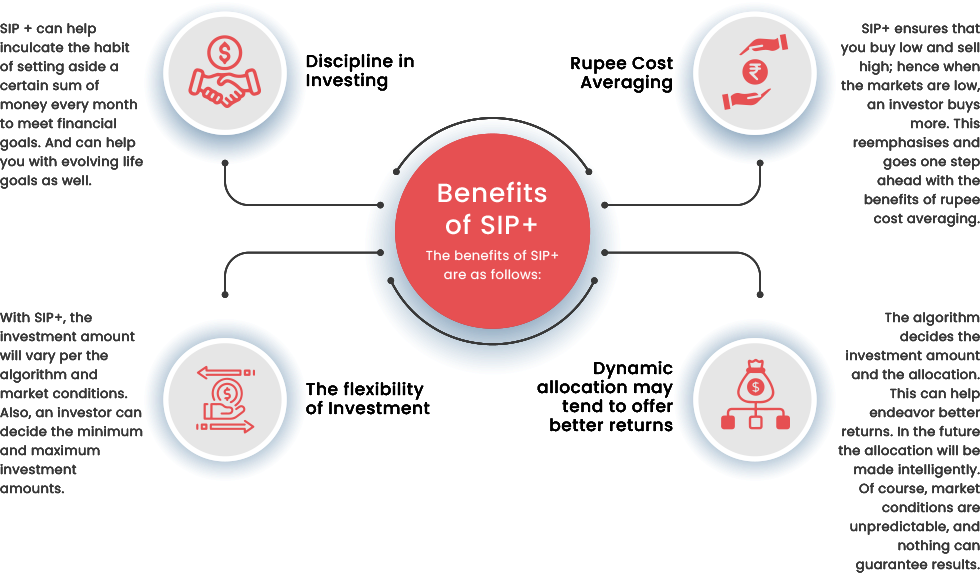 SIP + can help
inculcate the habit
of setting aside a
certain sum of
money every month
to meet financial
goals. And can help
you with evolving life
goals as well.
Discipline in
Investing
Rupee Cost
Averaging
SIP+ ensures that
you buy low and sell
high; hence when
the markets are low,
an investor buys
more. This
reemphasises and
goes one step
ahead with the
benefits of rupee
cost averaging.
Benefits
of SIP+
The benefits of SIP+
are as follows:
With SIP+, the
investment amount
will vary per the
algorithm and
market conditions.
Also, an investor can
decide the minimum
and maximum
investment
amounts.
The flexibility
of Investment
Dynamic
allocation may
tend to offer
better returns
The algorithm
decides the
investment amount
and the allocation.
This can help
endeavor better
returns. In the future
the allocation will be
made intelligently.
Of course, market
conditions are
unpredictable, and
nothing can
guarantee results.